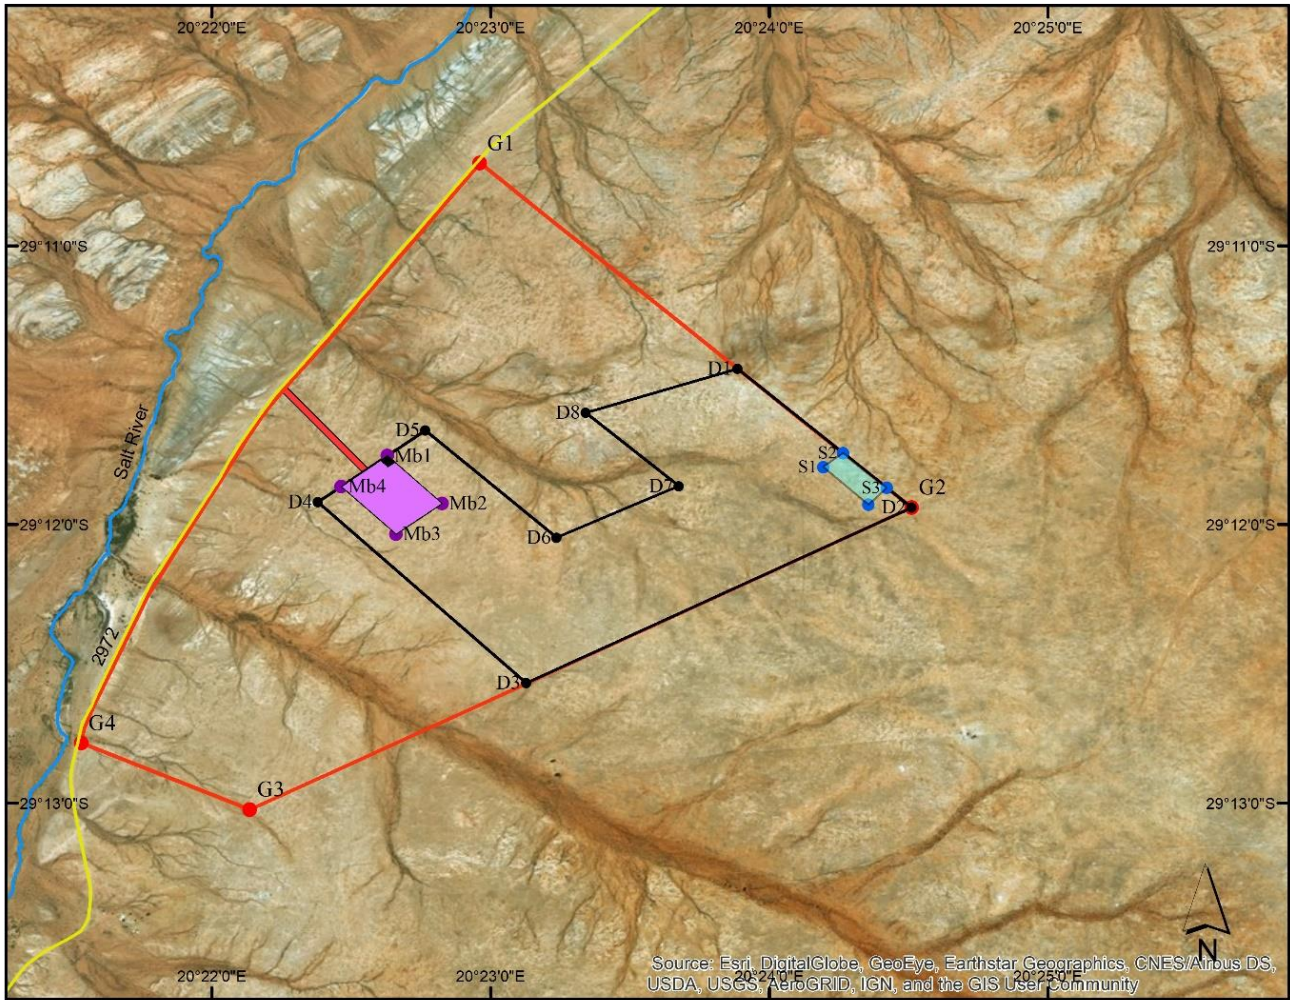 20°22'0"E 20°23'0"E 20°24'0"E 20°25'0"E
G1
29°11'0"S 29°11'0"S
D1
D8
D5
Mb1
S2
S1
Salt River
Mb4
D7
S3
G2
D4
Mb2
D2
29°12'0"S 29°12'0"S
Mb3
D6
2972
D3
G4
G3
29°13'0"S 29°13'0"S
N
Source: Esri, DigitalGlobe, GeoEye, Earthstar Geographics, CNES/Airbus DS,
20°22'0"E 20°23'0"E 20°24'0"E 20°25'0"E
USDA, USGS, AeroGRID, IGN, and the GIS User Community